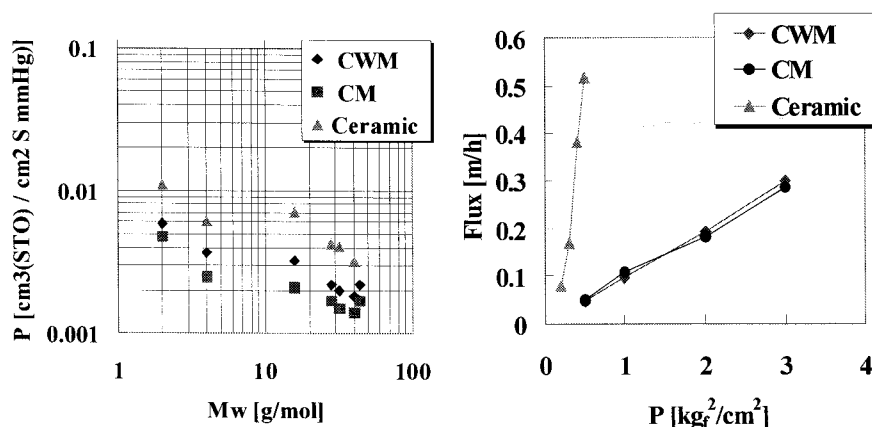 P [cm3(STO) / cm2 S mmHg)]
0.1
0.01
0.001
1
10
100
Mw [g/mol]
CWM
CM
Ceramic
Flux [m/h]
0.6
0.5
0.4
0.3
0.2
0.1
0
0
1
2
3
4
P [kgf2/cm2]
CWM
CM
Ceramic